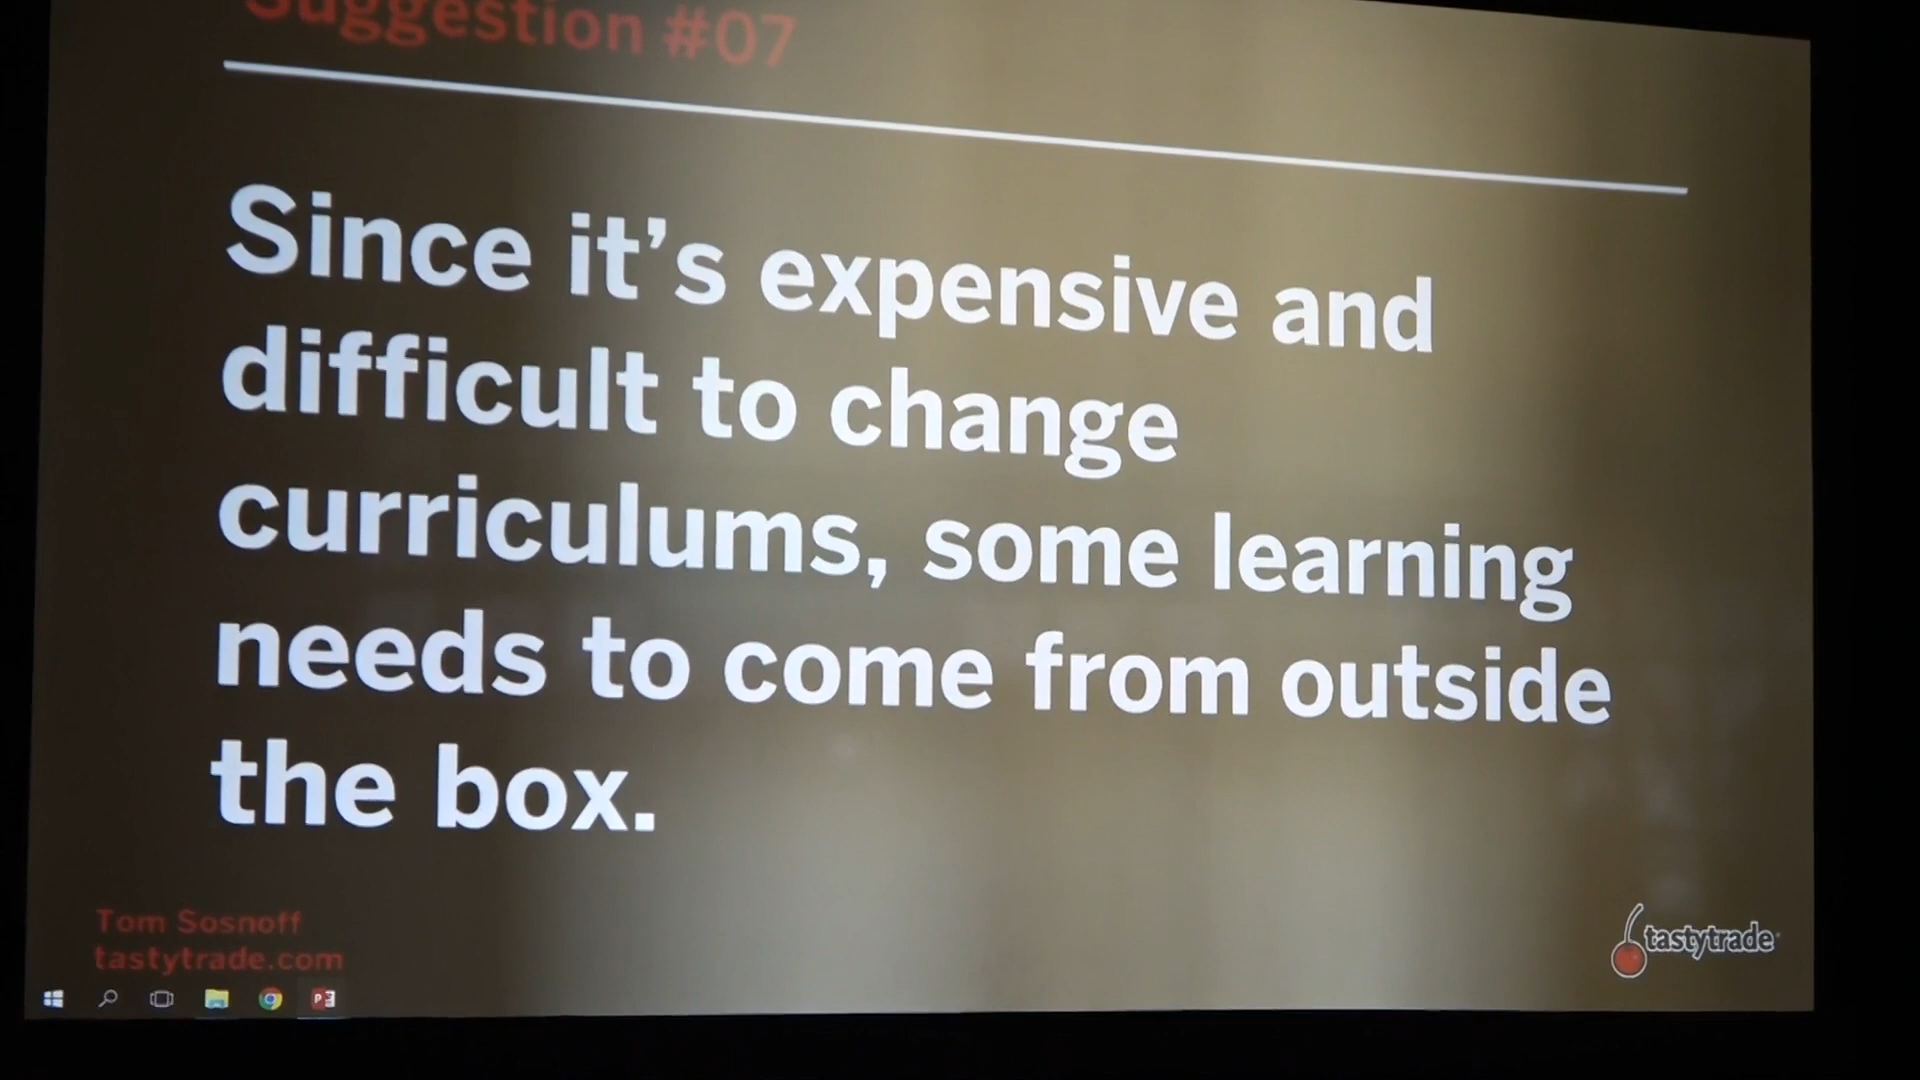 Suggestion #07
Since it's expensive and
difficult to change
curriculums, some learning
needs to come from outside
the box.
Tom Sosnoff
tastytrade.com
tastytrade